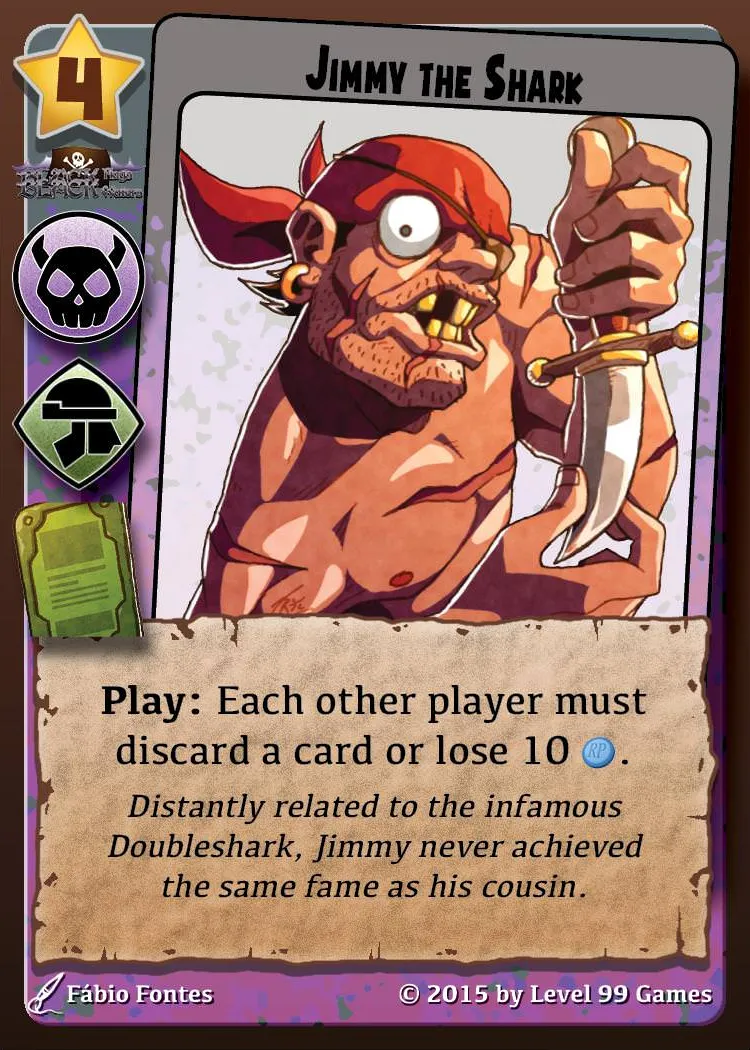 4
JIMMY THE SHARK
Play: Each other player must
discard a card or lose 10 RP.
Distantly related to the infamous
Doubleshark, Jimmy never achieved
the same fame as his cousin.
Fábio Fontes
© 2015 by Level 99 Games